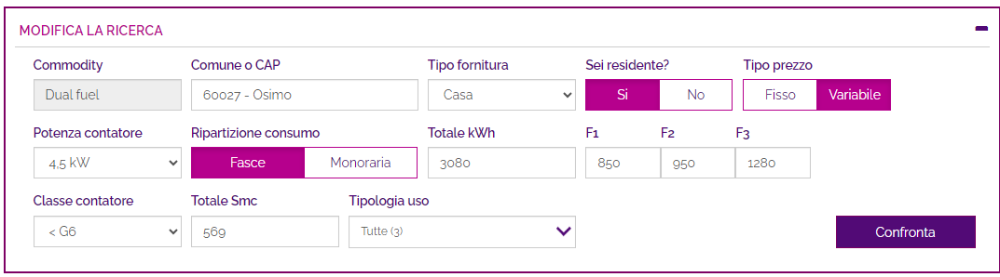 MODIFICA LA RICERCA
Commodity Comune o CAP Tipo fornitura Sei residente? Tipo prezzo
Dual fuel 60027 - Osimo Casa Si No Fisso Variabile
Potenza contatore Ripartizione consumo Totale kWh F1 F2 F3
4,5 kW Fasce Monoraria 3080 850 950 1280
Classe contatore Totale Smc Tipologia uso
< G6 569 Tutte (3) Confronta